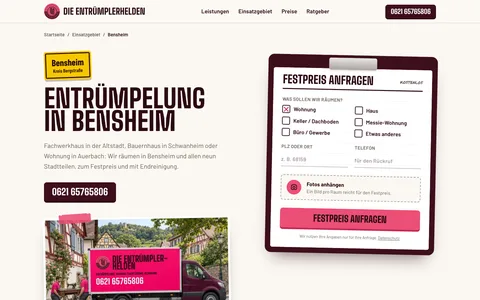 DIE ENTRÜMPLERHELDEN
Leistungen Einsatzgebiet Preise Ratgeber
0621 65765806
Startseite / Einsatzgebiet / Bensheim
Bensheim
Kreis Bergstraße
ENTRÜMPELUNG
IN BENSHEIM
Fachwerkhaus in der Altstadt, Bauernhaus in Schwanheim oder
Wohnung in Auerbach: Wir räumen in Bensheim und allen neun
Stadtteilen, zum Festpreis und mit Endreinigung.
0621 65765806
DIE ENTRÜMPLER-
HELDEN
0621 65765806
FESTPREIS ANFRAGEN
KOSTENLOS
WAS SOLLEN WIR RÄUMEN?
Wohnung
Haus
Keller / Dachboden
Messie-Wohnung
Büro / Gewerbe
Etwas anderes
PLZ ODER ORT
TELEFON
z. B. 68159
Für den Rückruf
Fotos anhängen
Ein Bild pro Raum reicht für den Festpreis.
FESTPREIS ANFRAGEN
Wir nutzen Ihre Angaben nur für Ihre Anfrage. Datenschutz